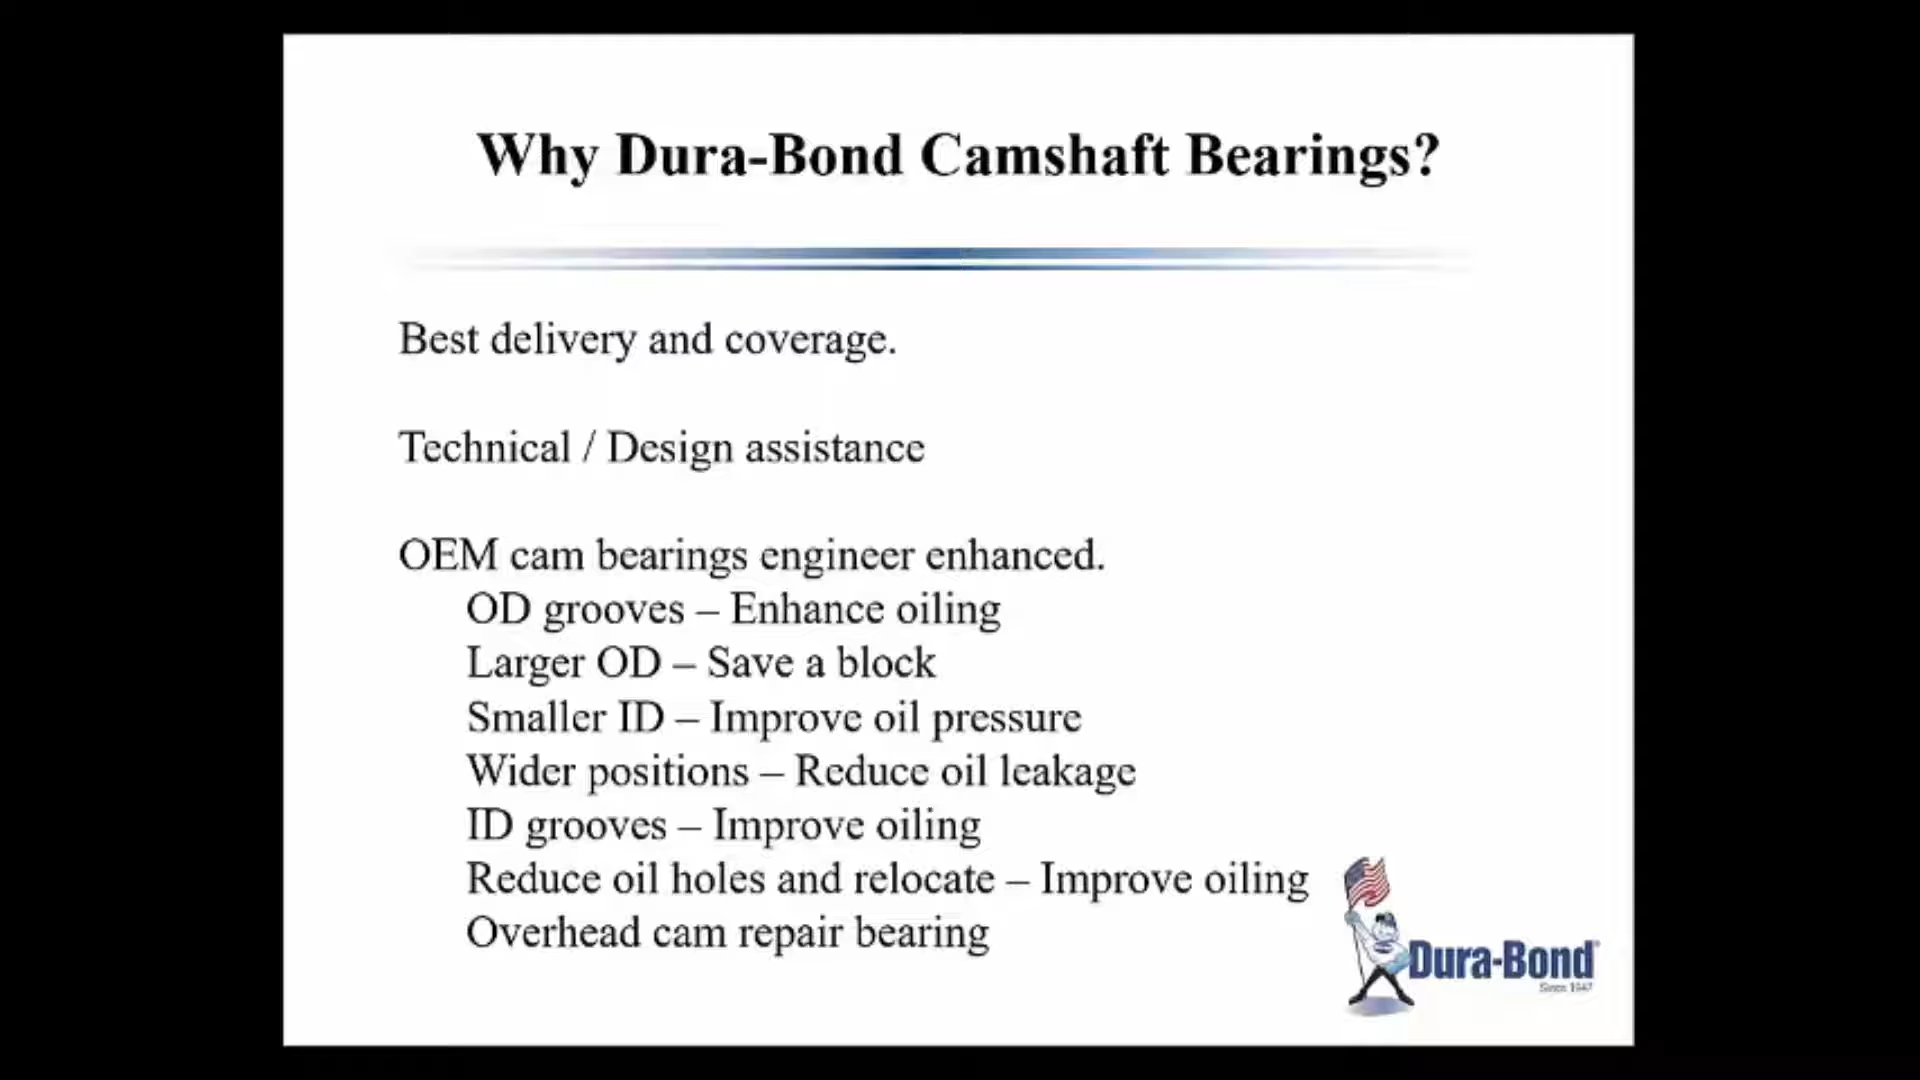 Why Dura-Bond Camshaft Bearings?
Best delivery and coverage.
Technical / Design assistance
OEM cam bearings engineer enhanced.
OD grooves – Enhance oiling
Larger OD – Save a block
Smaller ID – Improve oil pressure
Wider positions – Reduce oil leakage
ID grooves – Improve oiling
Reduce oil holes and relocate – Improve oiling
Overhead cam repair bearing
Dura-Bond
Since 1947